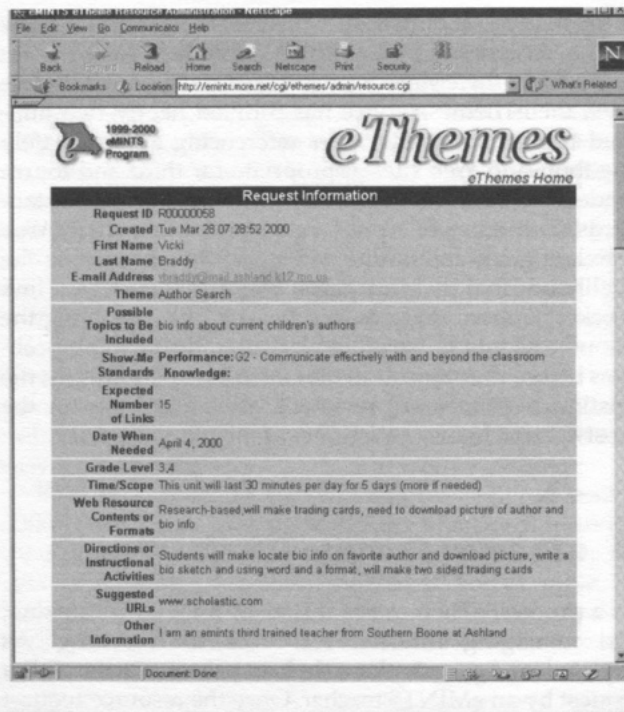 eMINTS eTheme Resource Administration - Netscape
File Edit View Go Communicator Help
Back Forward Reload Home Search Netscape Print Security Stop
N
Bookmarks Location http://emints.more.net/cgi/ethemes/admin/resource.cgi What's Related
1999-2000
eMINTS
Program
e
eThemes
eThemes Home
Request Information
Request ID R00000058
Created Tue Mar 28 07:28:52 2000
First Name Vicki
Last Name Braddy
E-mail Address vbraddy@mail.ashland.k12.mo.us
Theme Author Search
Possible
Topics to Be bio info about current children's authors
Included
Show-Me Performance:G2 - Communicate effectively with and beyond the classroom
Standards Knowledge:
Expected
Number 15
of Links
Date When
Needed April 4, 2000
Grade Level 3,4
Time/Scope This unit will last 30 minutes per day for 5 days (more if needed)
Web Resource
Contents or
Formats
Research-based,will make trading cards, need to download picture of author and
bio info
Directions or
Instructional
Activities
Students will make locate bio info on favorite author and download picture, write a
bio sketch and using word and a format, will make two sided trading cards
Suggested
URLs www.scholastic.com
Other
Information I am an emints third trained teacher from Southern Boone at Ashland
Document: Done